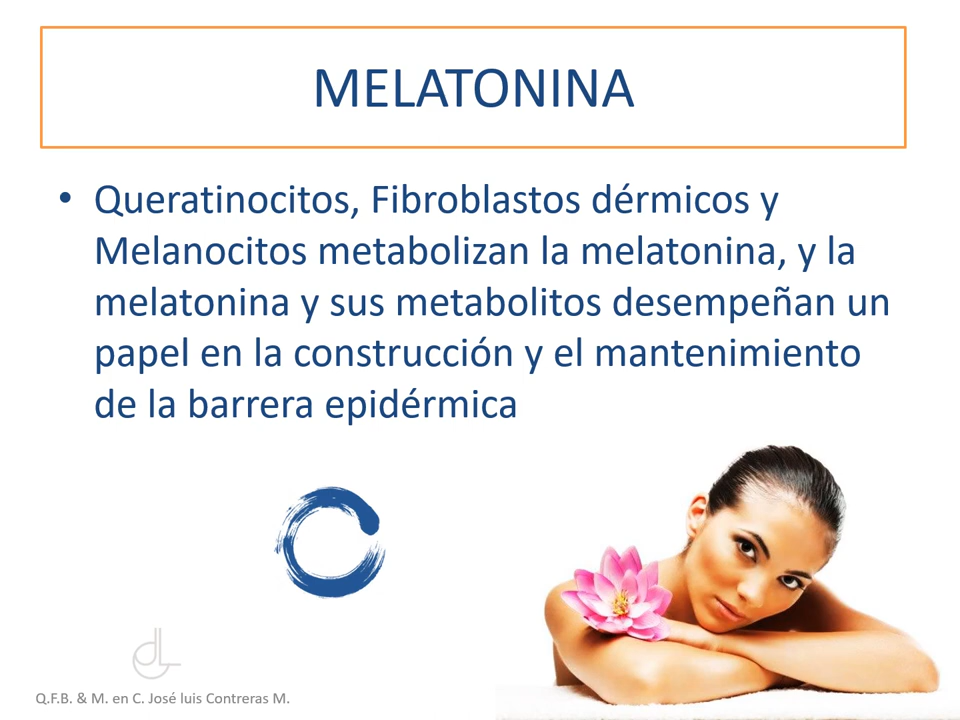 MELATONINA
• Queratinocitos, Fibroblastos dérmicos y
Melanocitos metabolizan la melatonina, y la
melatonina y sus metabolitos desempeñan un
papel en la construcción y el mantenimiento
de la barrera epidérmica
Q.F.B. & M. en C. José luis Contreras M.